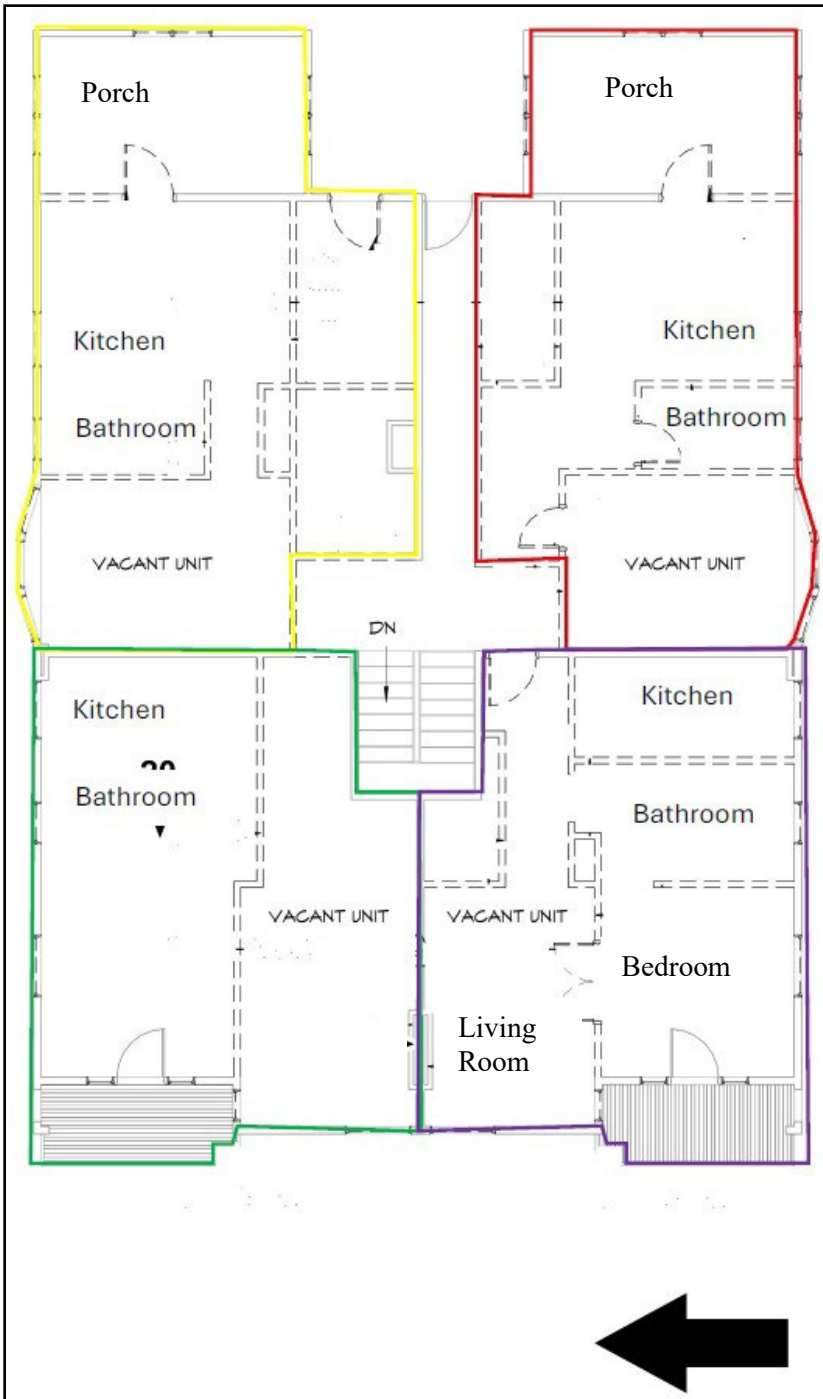 Porch
Porch
Kitchen
Kitchen
Bathroom
Bathroom
VACANT UNIT
VACANT UNIT
DN
Kitchen
Kitchen
Bathroom
Bathroom
VACANT UNIT
VACANT UNIT
Bedroom
Living
Room